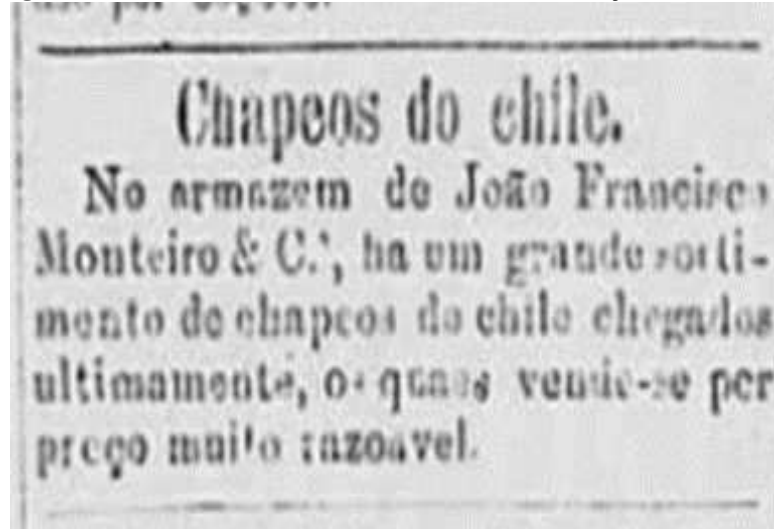 Chapeos do chile.
No armazem de João Francisco
Monteiro & C.ª, ha um grande sorti-
mento de chapeos do chile chegados
ultimamente, os quaes vende-se por
preço muito razoavel.